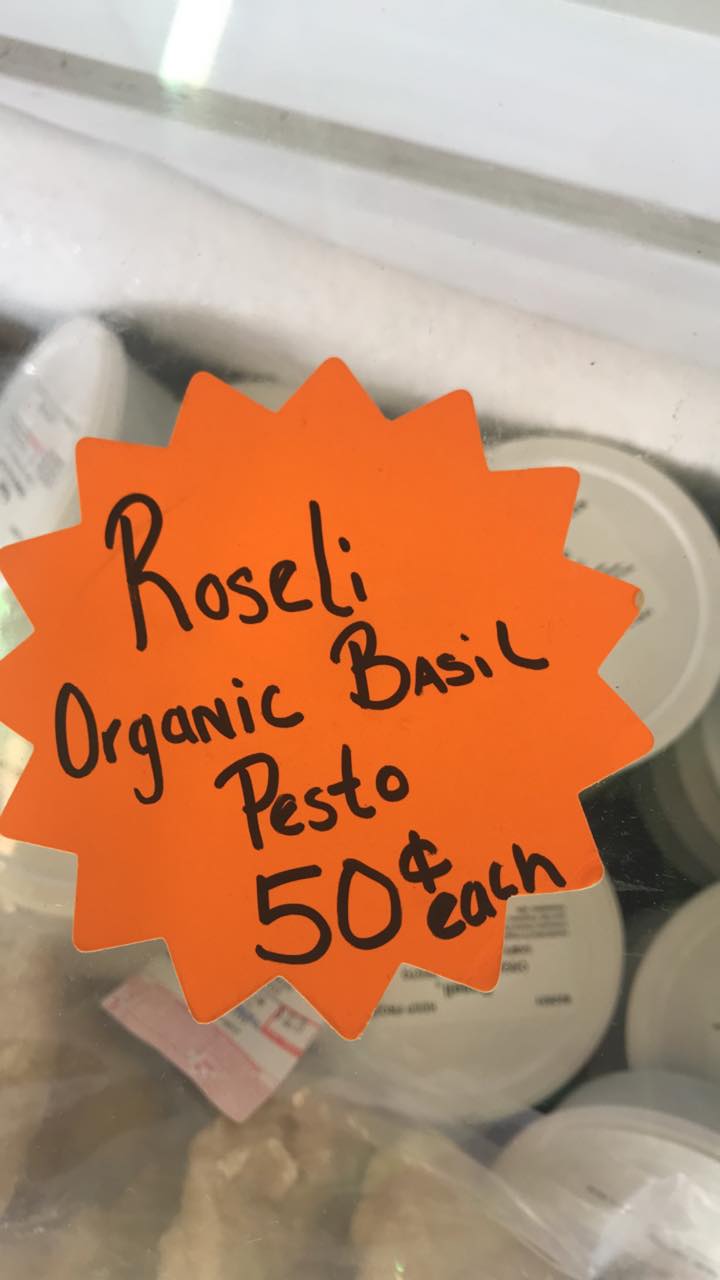 Roseli
Organic Basil
Pesto
50¢ each